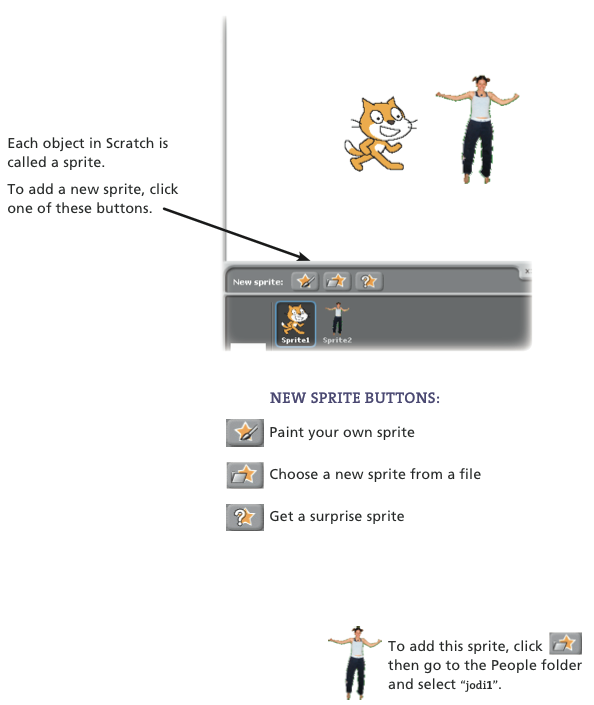 Each object in Scratch is
called a sprite.
To add a new sprite, click
one of these buttons.
x
New sprite:
Sprite1 Sprite2
NEW SPRITE BUTTONS:
Paint your own sprite
Choose a new sprite from a file
Get a surprise sprite
To add this sprite, click
then go to the People folder
and select “jodi1”.